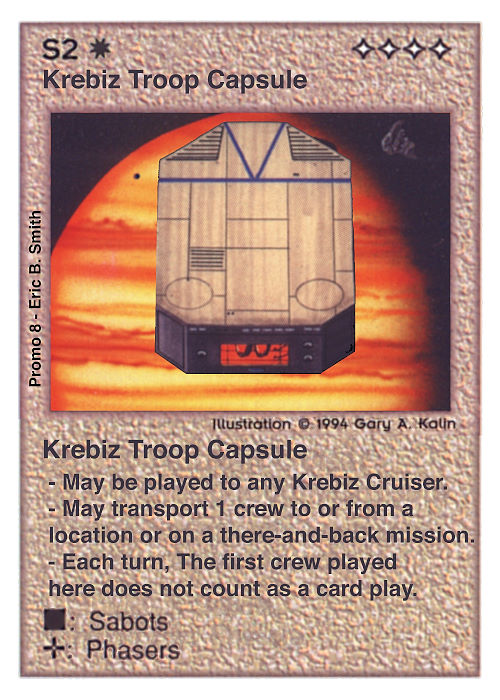 S2
Krebiz Troop Capsule
Promo 8 - Eric B. Smith
Illustration © 1994 Gary A. Kalin
Krebiz Troop Capsule
- May be played to any Krebiz Cruiser.
- May transport 1 crew to or from a
location or on a there-and-back mission.
- Each turn, The first crew played
here does not count as a card play.
: Sabots
: Phasers